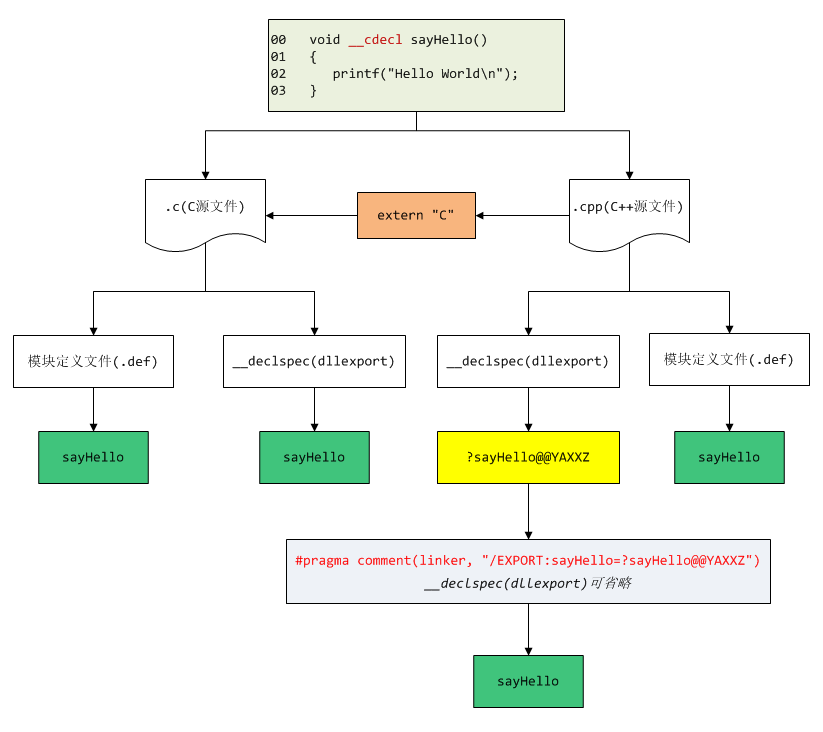 00 void __cdecl sayHello()
01 {
02 printf("Hello World\n");
03 }
.c(C源文件)
extern "C"
.cpp(C++源文件)
模块定义文件(.def)
__declspec(dllexport)
__declspec(dllexport)
模块定义文件(.def)
sayHello
sayHello
?sayHello@@YAXXZ
sayHello
#pragma comment(linker, "/EXPORT:sayHello=?sayHello@@YAXXZ")
__declspec(dllexport)可省略
sayHello